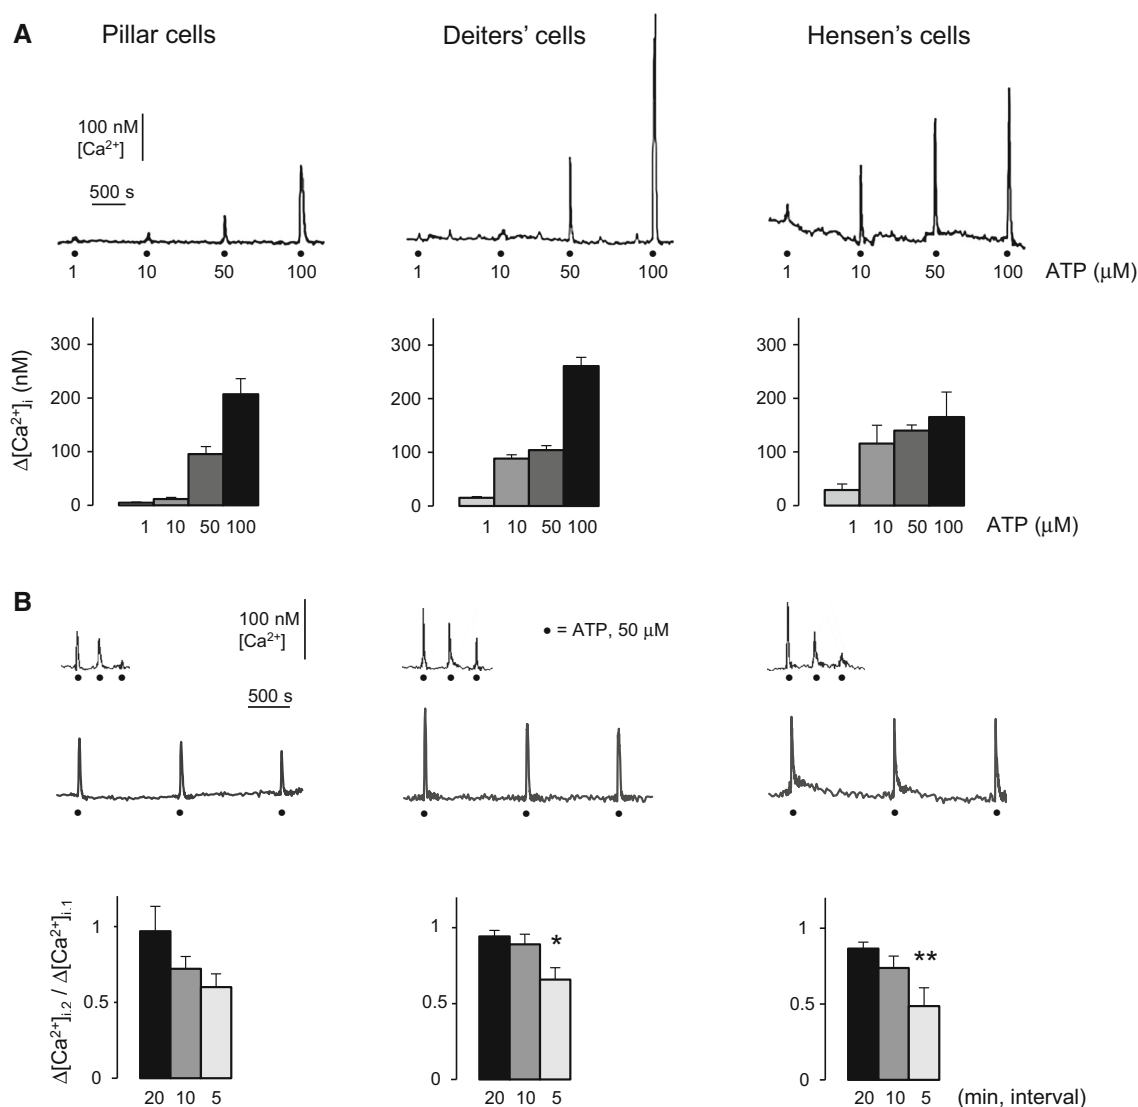 A
Pillar cells
Deiters' cells
Hensen's cells
100 nM
[Ca²⁺]
500 s
1 10 50 100
1 10 50 100
1 10 50 100 ATP (µM)
Δ[Ca²⁺]ᵢ (nM)
300
200
100
0
1 10 50 100
300
200
100
0
1 10 50 100
300
200
100
0
1 10 50 100 ATP (µM)
B
100 nM
[Ca²⁺]
500 s
• = ATP, 50 µM
Δ[Ca²⁺]i.2 / Δ[Ca²⁺]i.1
1
0.5
0
20 10 5
1
0.5
0
*
20 10 5
1
0.5
0
**
20 10 5 (min, interval)